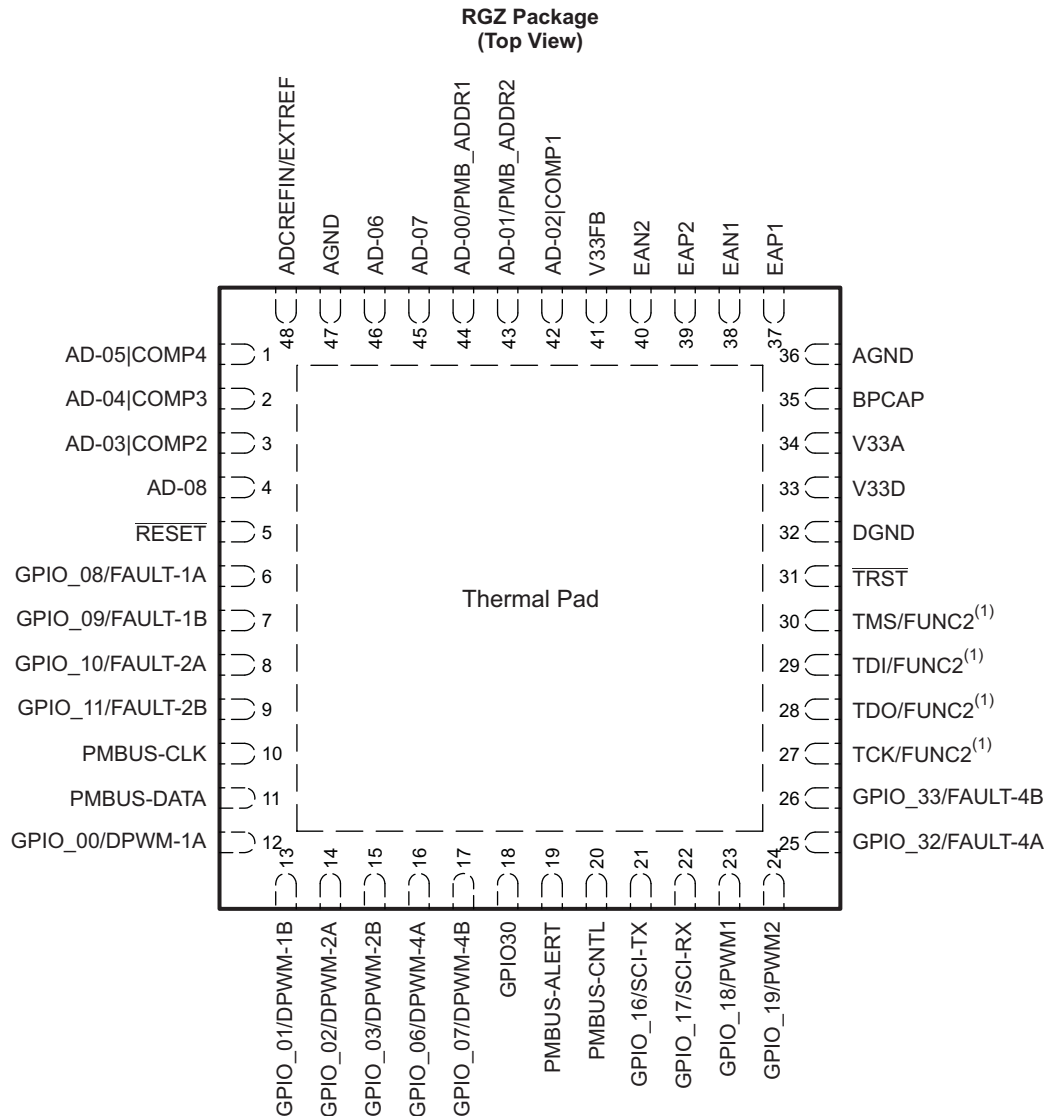 RGZ Package
(Top View)
ADCREFIN/EXTREF
AGND
AD-06
AD-07
AD-00/PMB_ADDR1
AD-01/PMB_ADDR2
AD-02|COMP1
V33FB
EAN2
EAP2
EAN1
EAP1
48
47
46
45
44
43
42
41
40
39
38
37
AD-05|COMP4 1
AD-04|COMP3 2
AD-03|COMP2 3
AD-08 4
RESET 5
GPIO_08/FAULT-1A 6
GPIO_09/FAULT-1B 7
GPIO_10/FAULT-2A 8
GPIO_11/FAULT-2B 9
PMBUS-CLK 10
PMBUS-DATA 11
GPIO_00/DPWM-1A 12
Thermal Pad
36 AGND
35 BPCAP
34 V33A
33 V33D
32 DGND
31 TRST
30 TMS/FUNC2(1)
29 TDI/FUNC2(1)
28 TDO/FUNC2(1)
27 TCK/FUNC2(1)
26 GPIO_33/FAULT-4B
25 GPIO_32/FAULT-4A
13
14
15
16
17
18
19
20
21
22
23
24
GPIO_01/DPWM-1B
GPIO_02/DPWM-2A
GPIO_03/DPWM-2B
GPIO_06/DPWM-4A
GPIO_07/DPWM-4B
GPIO30
PMBUS-ALERT
PMBUS-CNTL
GPIO_16/SCI-TX
GPIO_17/SCI-RX
GPIO_18/PWM1
GPIO_19/PWM2